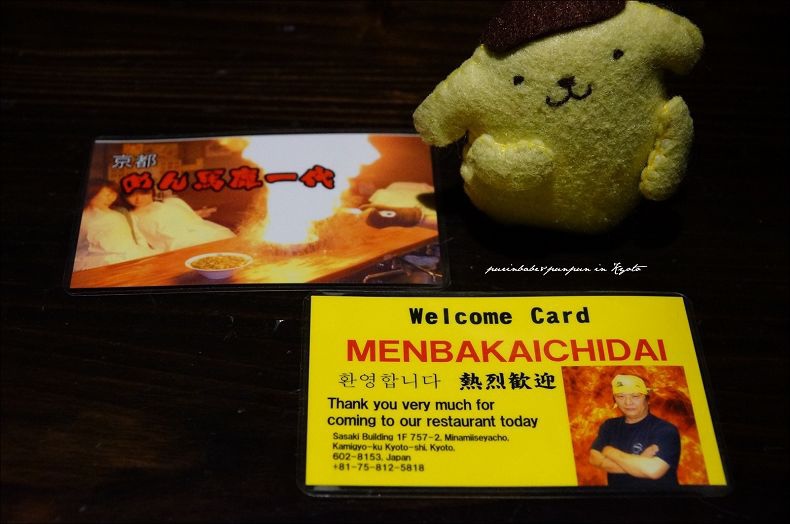 京都
めん馬鹿一代
purinbabe&punpun in Kyoto
Welcome Card
MENBAKAICHIDAI
환영합니다 熱烈歓迎
Thank you very much for
coming to our restaurant today
Sasaki Building 1F 757-2, Minamiiseyacho,
Kamigyo-ku Kyoto-shi, Kyoto,
602-8153, Japan
+81-75-812-5818